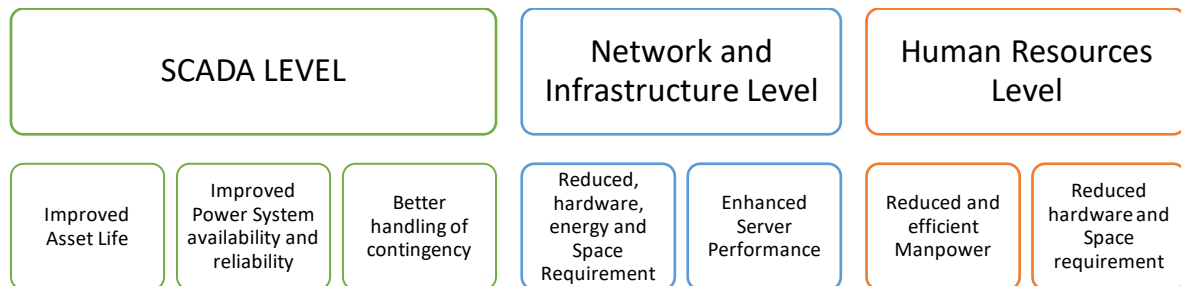 SCADA LEVEL
Network and
Infrastructure Level
Human Resources
Level
Improved
Asset Life
Improved
Power System
availability and
reliability
Better
handling of
contingency
Reduced,
hardware,
energy and
Space
Requirement
Enhanced
Server
Performance
Reduced and
efficient
Manpower
Reduced
hardware and
Space
requirement